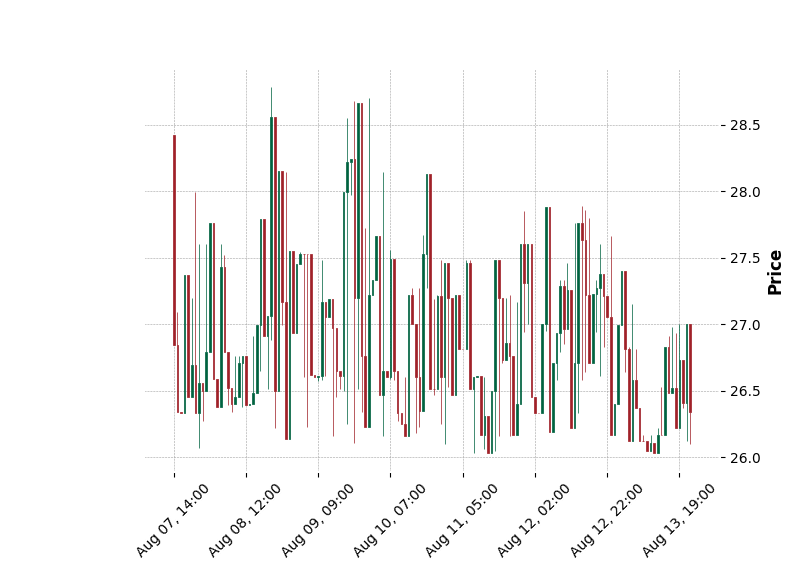 28.5
28.0
27.5
27.0
26.5
26.0
Price
Aug 07, 14:00
Aug 08, 12:00
Aug 09, 09:00
Aug 10, 07:00
Aug 11, 05:00
Aug 12, 02:00
Aug 12, 22:00
Aug 13, 19:00